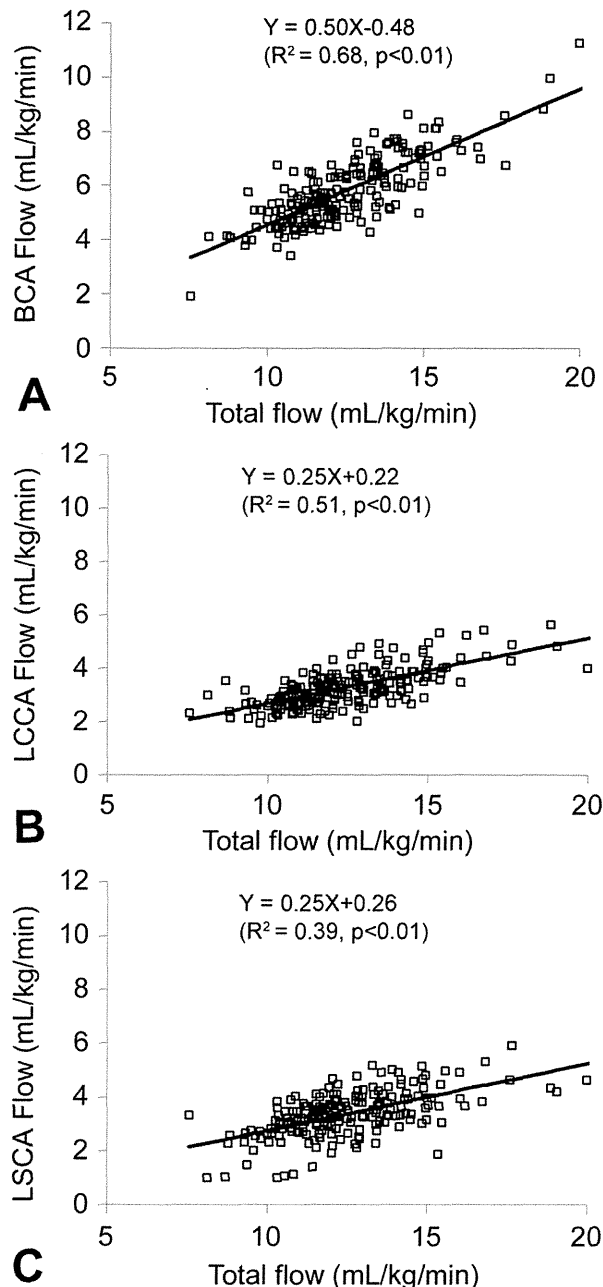 Y = 0.50X-0.48
(R² = 0.68, p<0.01)
BCA Flow (mL/kg/min)
12
10
8
6
4
2
0
5 10 15 20
A
Total flow (mL/kg/min)
Y = 0.25X+0.22
(R² = 0.51, p<0.01)
LCCA Flow (mL/kg/min)
12
10
8
6
4
2
0
5 10 15 20
B
Total flow (mL/kg/min)
Y = 0.25X+0.26
(R² = 0.39, p<0.01)
LSCA Flow (mL/kg/min)
12
10
8
6
4
2
0
5 10 15 20
C
Total flow (mL/kg/min)